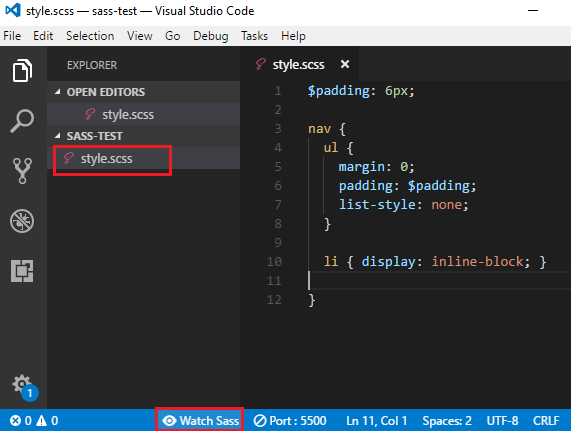 style.scss — sass-test — Visual Studio Code
File Edit Selection View Go Debug Tasks Help
EXPLORER
OPEN EDITORS
style.scss
SASS-TEST
style.scss
style.scss
1 $padding: 6px;
2
3 nav {
4 ul {
5 margin: 0;
6 padding: $padding;
7 list-style: none;
8 }
9
10 li { display: inline-block; }
11
12 }
1
0 0 Watch Sass Port : 5500 Ln 11, Col 1 Spaces: 2 UTF-8 CRLF